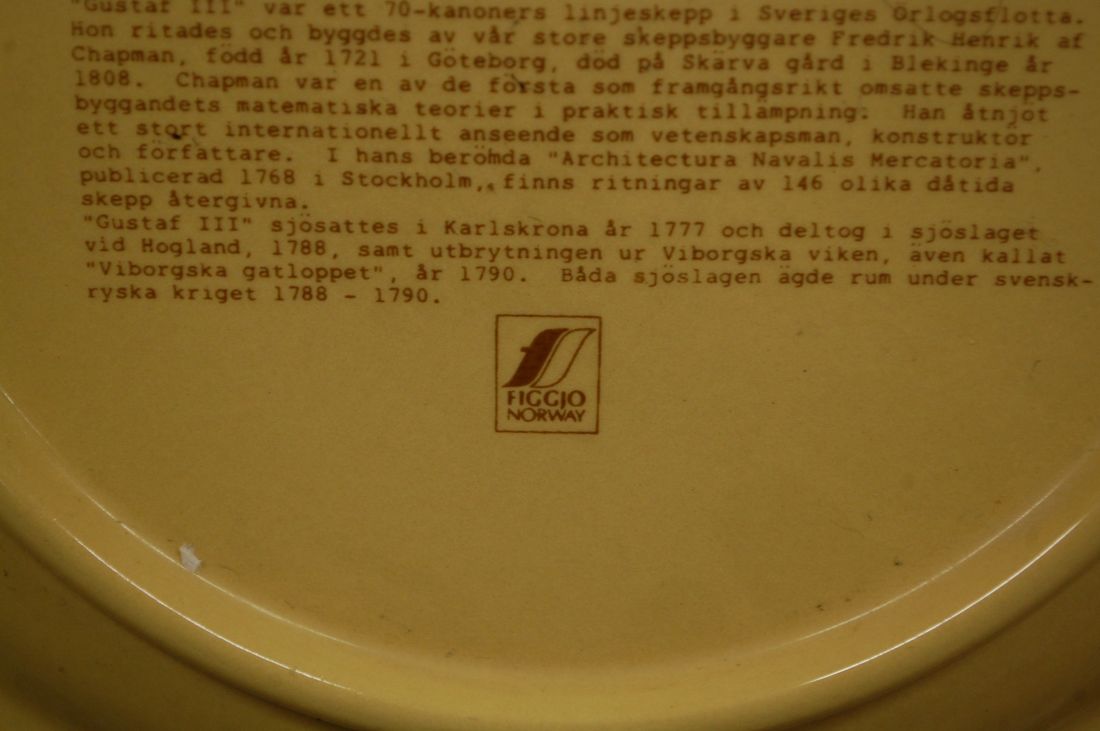 "Gustaf III" var ett 70-kanoners linjeskepp i Sveriges Örlogsflotta.
Hon ritades och byggdes av vår store skeppsbyggare Fredrik Henrik af
Chapman, född år 1721 i Göteborg, död på Skärva gård i Blekinge år
1808. Chapman var en av de första som framgångsrikt omsatte skepps-
byggandets matematiska teorier i praktisk tillämpning. Han åtnjöt
ett stort internationellt anseende som vetenskapsman, konstruktör
och författare. I hans berömda "Architectura Navalis Mercatoria",
publicerad 1768 i Stockholm, finns ritningar av 146 olika dåtida
skepp återgivna.
"Gustaf III" sjösattes i Karlskrona år 1777 och deltog i sjöslaget
vid Hogland, 1788, samt utbrytningen ur Viborgska viken, även kallat
"Viborgska gatloppet", år 1790. Båda sjöslagen ägde rum under svensk-
ryska kriget 1788 - 1790.
FIGGJO
NORWAY